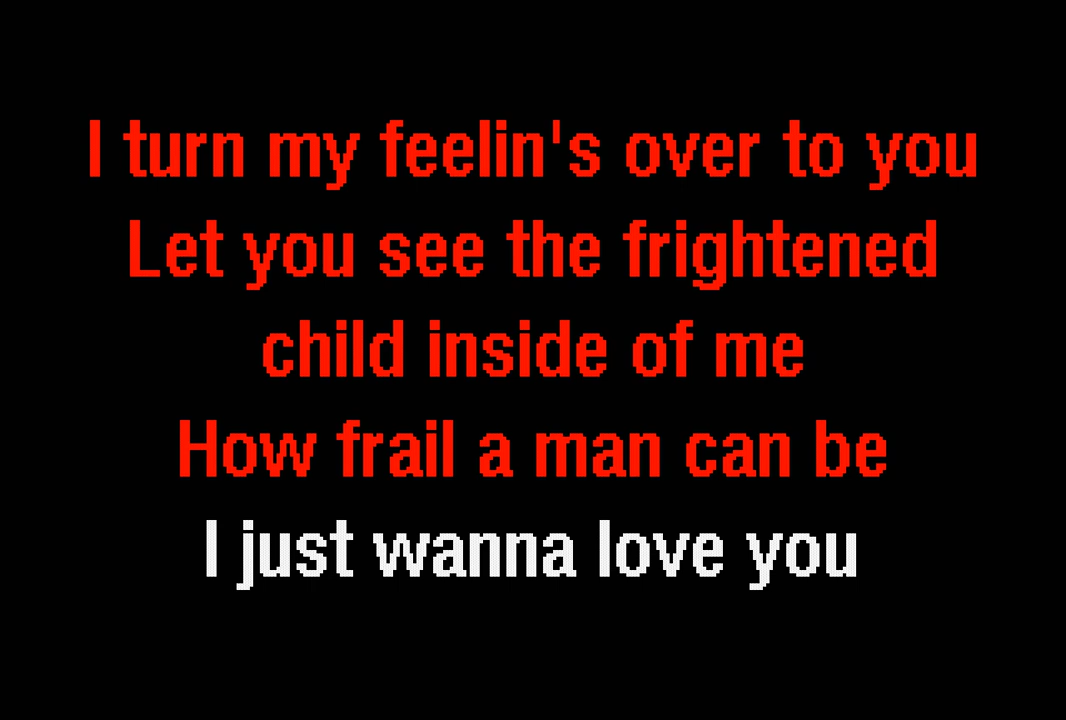 I turn my feelin's over to you
Let you see the frightened
child inside of me
How frail a man can be
I just wanna love you